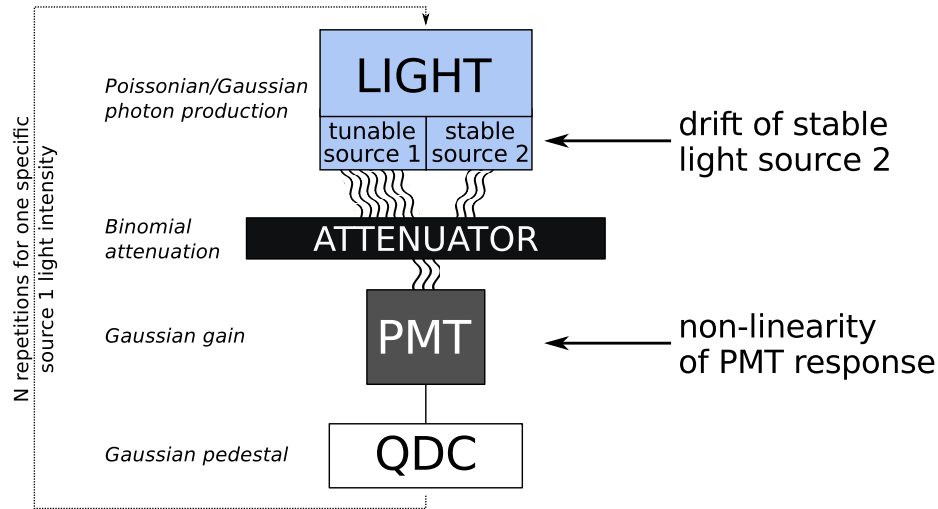 Poissonian/Gaussian
photon production
LIGHT
tunable
source 1
stable
source 2
drift of stable
light source 2
Binomial
attenuation
ATTENUATOR
N repetitions for one specific
source 1 light intensity
Gaussian gain
PMT
non-linearity
of PMT response
Gaussian pedestal
QDC